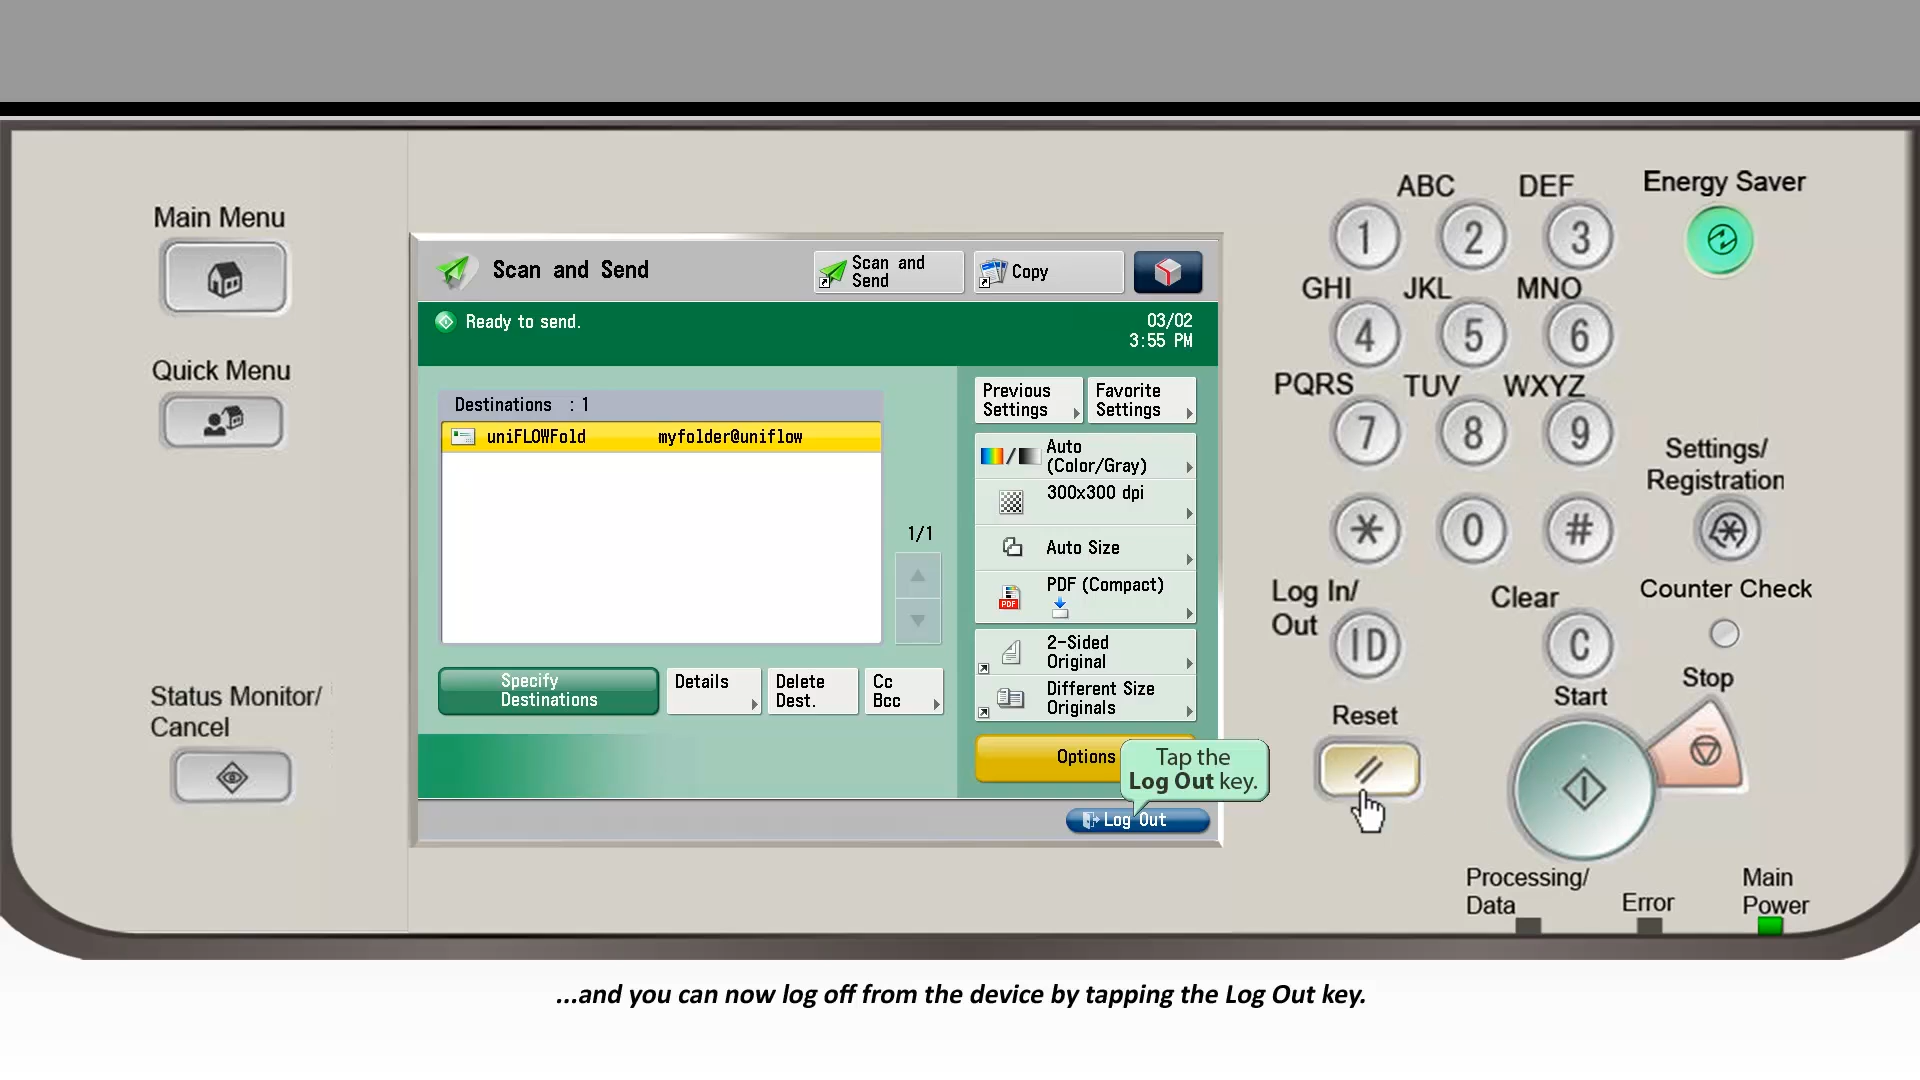 Main Menu
Quick Menu
Status Monitor/
Cancel
Scan and Send
Scan and
Send
Copy
Ready to send.
03/02
3:55 PM
Destinations : 1
uniFLOWFold myfolder@uniflow
1/1
Specify
Destinations
Details
Delete
Dest.
Cc
Bcc
Previous
Settings
Favorite
Settings
Auto
(Color/Gray)
300x300 dpi
Auto Size
PDF
PDF (Compact)
2-Sided
Original
Different Size
Originals
Options
Tap the
Log Out key.
Log Out
ABC DEF
1 2 3
GHI JKL MNO
4 5 6
PQRS TUV WXYZ
7 8 9
* 0 #
Log In/
Out
ID
Clear
C
Reset
Start
Stop
Energy Saver
Settings/
Registration
Counter Check
Processing/
Data
Error
Main
Power
...and you can now log off from the device by tapping the Log Out key.